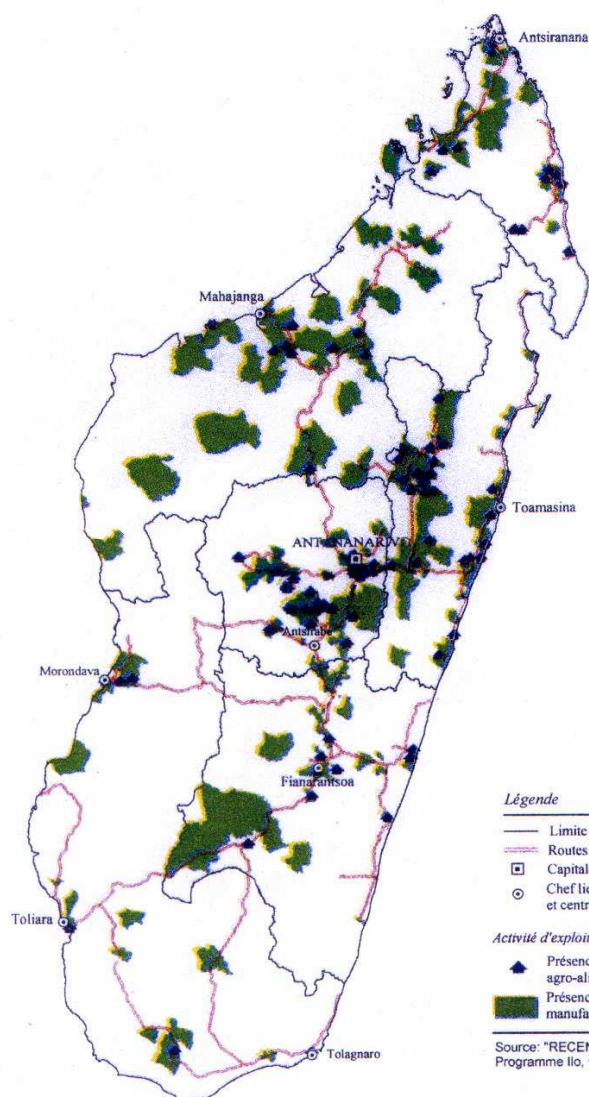 Antsiranana
Mahajanga
Toamasina
ANTANANARIVO
Antsirabe
Morondava
Fianarantsoa
Toliara
Tolagnaro
Légende
Limite
Routes
Capital
Chef lie
et centr
Activité d'exploit
Présenc
agro-ali
Présenc
manufa
Source: "RECEN
Programme Ilo,